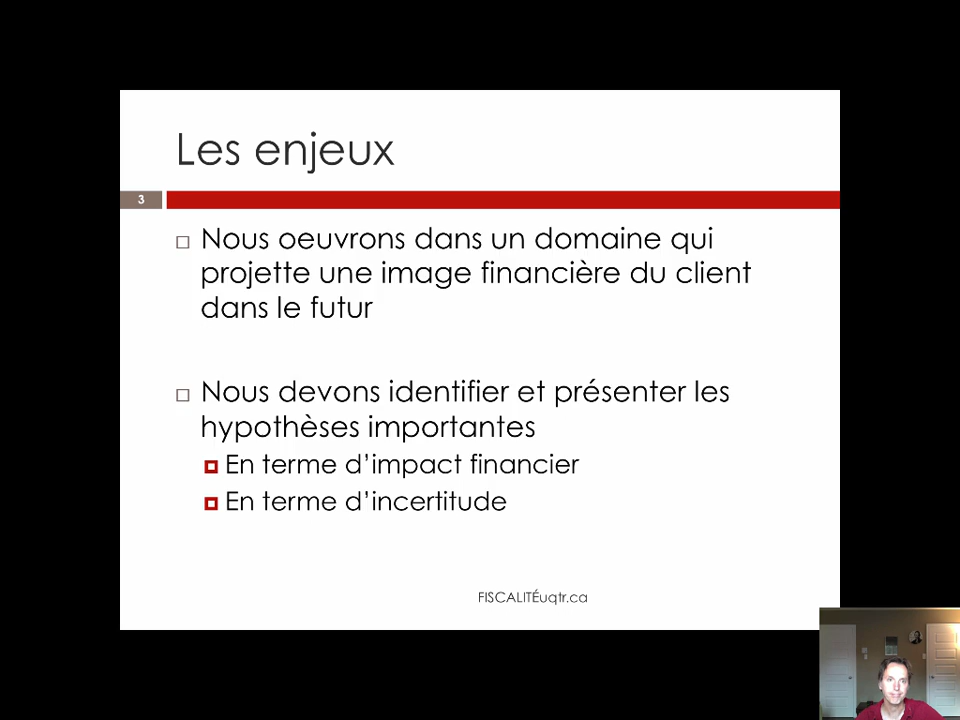 Les enjeux
3
Nous oeuvrons dans un domaine qui
projette une image financière du client
dans le futur
Nous devons identifier et présenter les
hypothèses importantes
En terme d’impact financier
En terme d’incertitude
FISCALITÉuqtr.ca